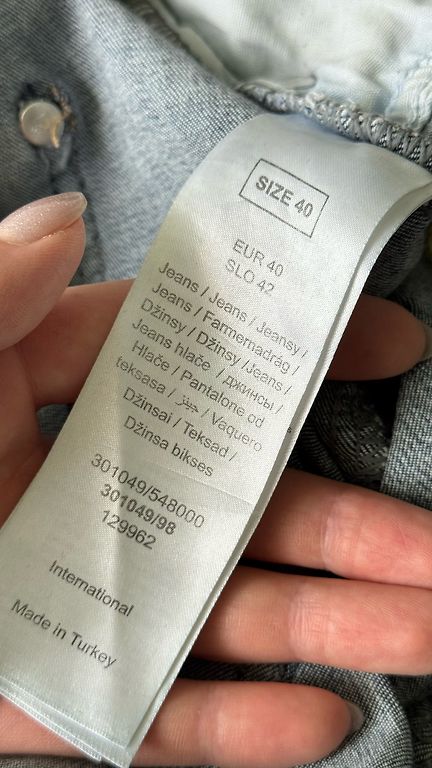 SIZE 40
EUR 40
SLO 42
Jeans / Jeans / Jeansy /
Jeans / Farmernadrág /
Džínsy / Džínsy /Jeans /
Jeans hlače / джинсы /
Hlače / Pantalone od
teksasa / جينز / Vaquero
Džinsai / Teksad /
Džinsa bikses
301049/548000
301049/98
129962
International
Made in Turkey